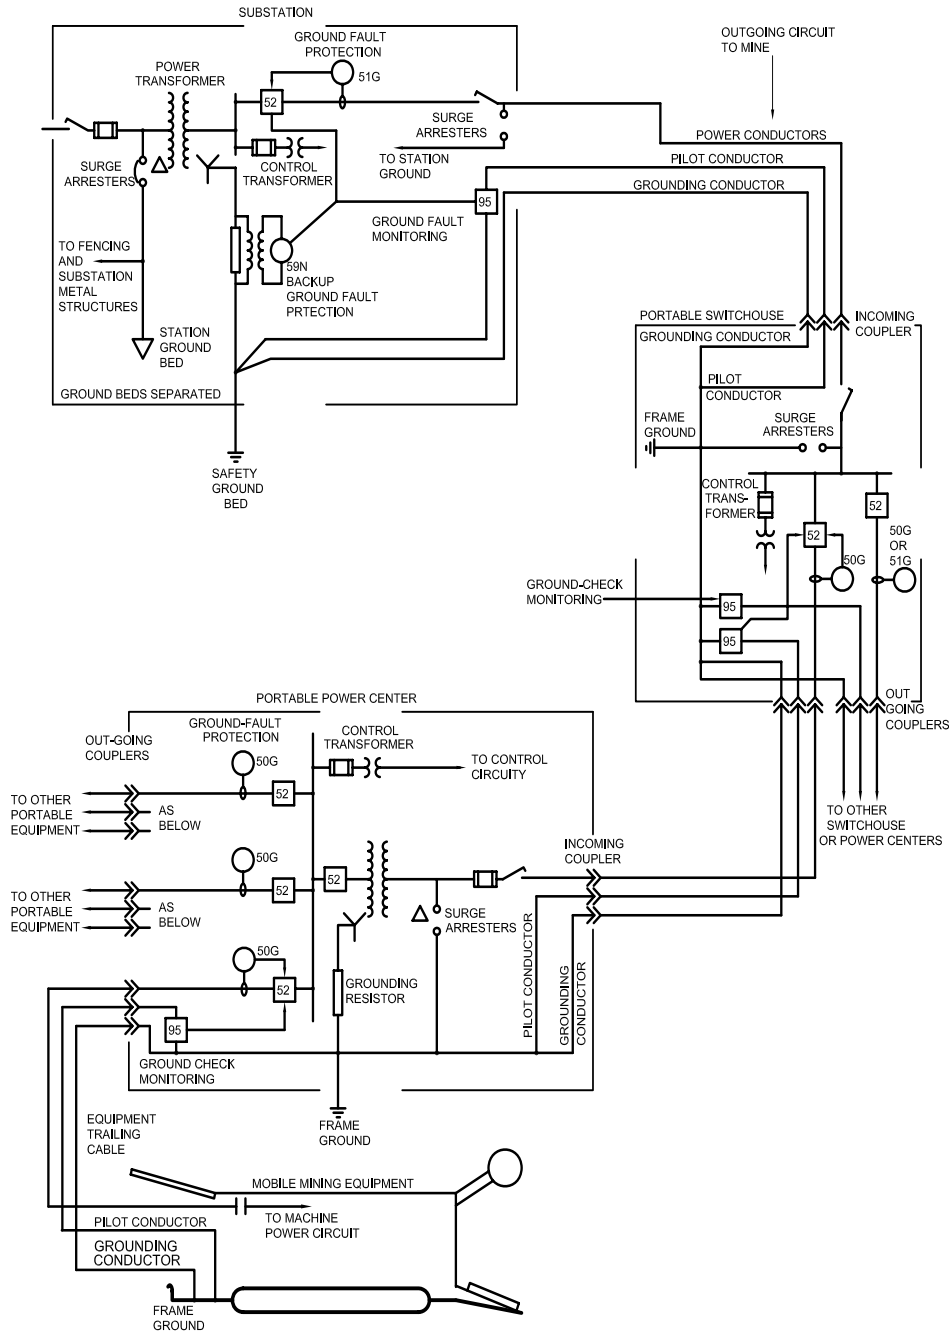 SUBSTATION
GROUND FAULT
PROTECTION
51G
OUTGOING CIRCUIT
TO MINE
POWER
TRANSFORMER
52
SURGE
ARRESTERS
POWER CONDUCTORS
SURGE
ARRESTERS
CONTROL
TRANSFORMER
TO STATION
GROUND
PILOT CONDUCTOR
GROUNDING CONDUCTOR
95
GROUND FAULT
MONITORING
TO FENCING
AND
SUBSTATION
METAL
STRUCTURES
59N
BACKUP
GROUND FAULT
PRTECTION
STATION
GROUND
BED
GROUND BEDS SEPARATED
SAFETY
GROUND
BED
PORTABLE SWITCHOUSE
INCOMING
COUPLER
GROUNDING CONDUCTOR
PILOT
CONDUCTOR
FRAME
GROUND
SURGE
ARRESTERS
CONTROL
TRANS-
FORMER
52
52
50G
50G
OR
51G
GROUND-CHECK
MONITORING
95
95
OUT
GOING
COUPLERS
TO OTHER
SWITCHOUSE
OR POWER CENTERS
PORTABLE POWER CENTER
OUT-GOING
COUPLERS
GROUND-FAULT
PROTECTION
50G
CONTROL
TRANSFORMER
TO CONTROL
CIRCUITY
52
TO OTHER
PORTABLE
EQUIPMENT
AS
BELOW
INCOMING
COUPLER
50G
52
52
TO OTHER
PORTABLE
EQUIPMENT
AS
BELOW
SURGE
ARRESTERS
50G
52
GROUNDING
RESISTOR
PILOT CONDUCTOR
GROUNDING
CONDUCTOR
95
GROUND CHECK
MONITORING
FRAME
GROUND
EQUIPMENT
TRAILING
CABLE
MOBILE MINING EQUIPMENT
TO MACHINE
POWER CIRCUIT
PILOT CONDUCTOR
GROUNDING
CONDUCTOR
FRAME
GROUND